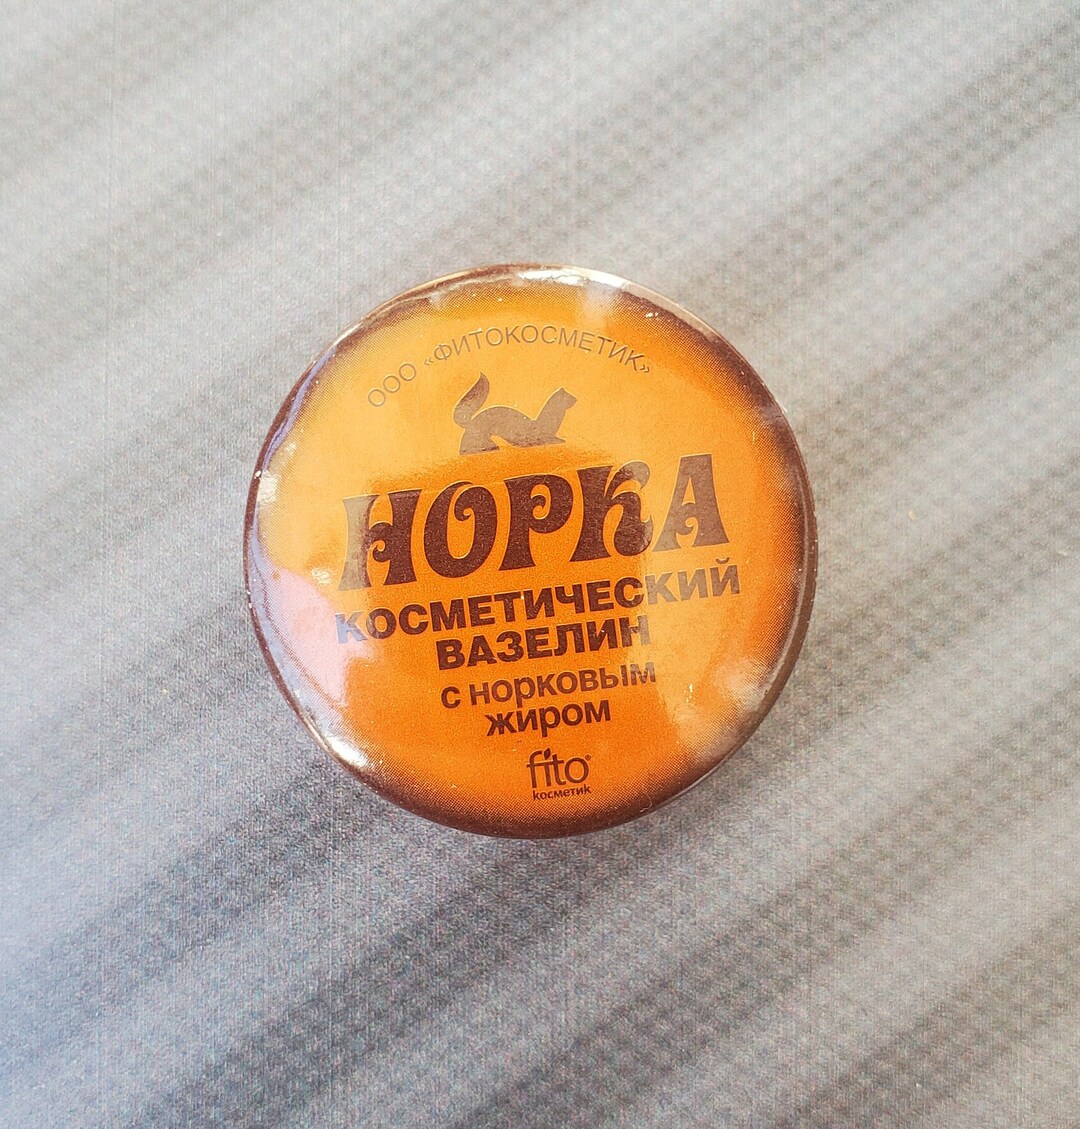 ООО «ФИТОКОСМЕТИК»
НОРКА
КОСМЕТИЧЕСКИЙ
ВАЗЕЛИН
с норковым
жиром
fito®
косметик